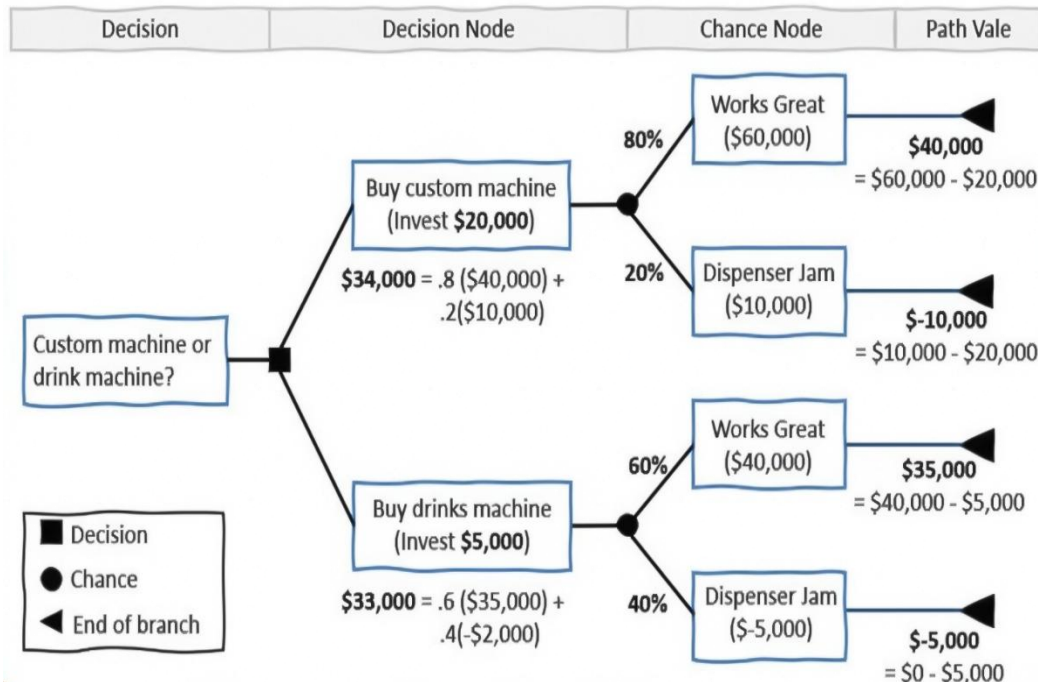 Decision
Decision Node
Chance Node
Path Vale
Custom machine or
drink machine?
Buy custom machine
(Invest $20,000)
$34,000 = .8 ($40,000) +
.2($10,000)
80%
Works Great
($60,000)
$40,000
= $60,000 - $20,000
20%
Dispenser Jam
($10,000)
$-10,000
= $10,000 - $20,000
Buy drinks machine
(Invest $5,000)
$33,000 = .6 ($35,000) +
.4(-$2,000)
60%
Works Great
($40,000)
$35,000
= $40,000 - $5,000
40%
Dispenser Jam
($-5,000)
$-5,000
= $0 - $5,000
Decision
Chance
End of branch